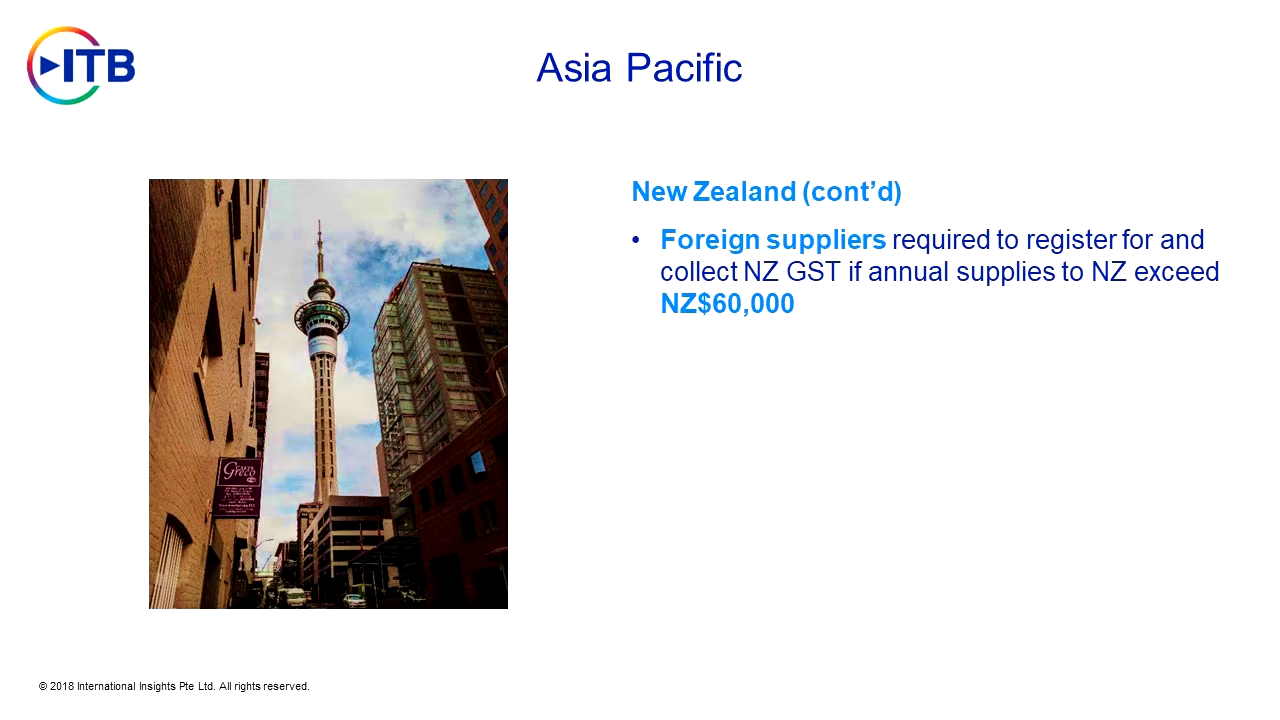 ITB
Asia Pacific
New Zealand (cont’d)
• Foreign suppliers required to register for and
collect NZ GST if annual supplies to NZ exceed
NZ$60,000
Greco
© 2018 International Insights Pte Ltd. All rights reserved.